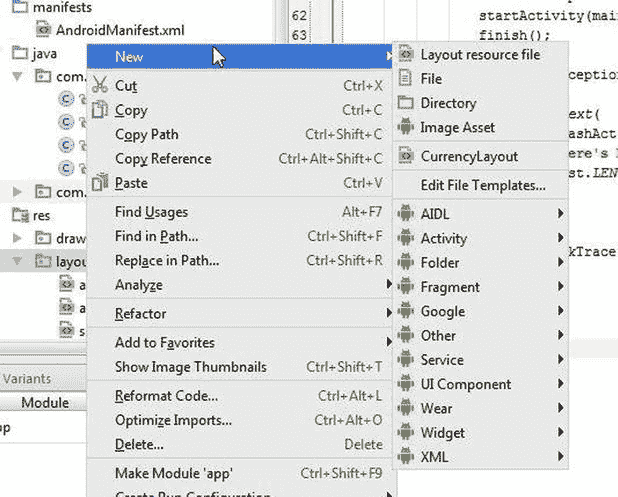 manifests
AndroidManifest.xml
java
com.
com.
res
draw
layou
a
a
s
Variants
Module
62
63
startActivity(mai
finish();
ception
ext(
ashAct
ere's
st.LEN
kTrace
New
Cut Ctrl+X
Copy Ctrl+C
Copy Path Ctrl+Shift+C
Copy Reference Ctrl+Alt+Shift+C
Paste Ctrl+V
Find Usages Alt+F7
Find in Path... Ctrl+Shift+F
Replace in Path... Ctrl+Shift+R
Analyze
Refactor
Add to Favorites
Show Image Thumbnails Ctrl+Shift+T
Reformat Code... Ctrl+Alt+L
Optimize Imports... Ctrl+Alt+O
Delete... Delete
Make Module 'app' Ctrl+Shift+F9
Create Run Configuration
Layout resource file
File
Directory
Image Asset
CurrencyLayout
Edit File Templates...
AIDL
Activity
Folder
Fragment
Google
Other
Service
UI Component
Wear
Widget
XML